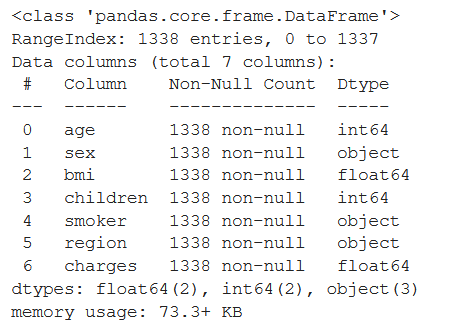 <class 'pandas.core.frame.DataFrame'>
RangeIndex: 1338 entries, 0 to 1337
Data columns (total 7 columns):
 #   Column    Non-Null Count  Dtype
---  ------    --------------  -----
 0   age       1338 non-null   int64
 1   sex       1338 non-null   object
 2   bmi       1338 non-null   float64
 3   children  1338 non-null   int64
 4   smoker    1338 non-null   object
 5   region    1338 non-null   object
 6   charges   1338 non-null   float64
dtypes: float64(2), int64(2), object(3)
memory usage: 73.3+ KB